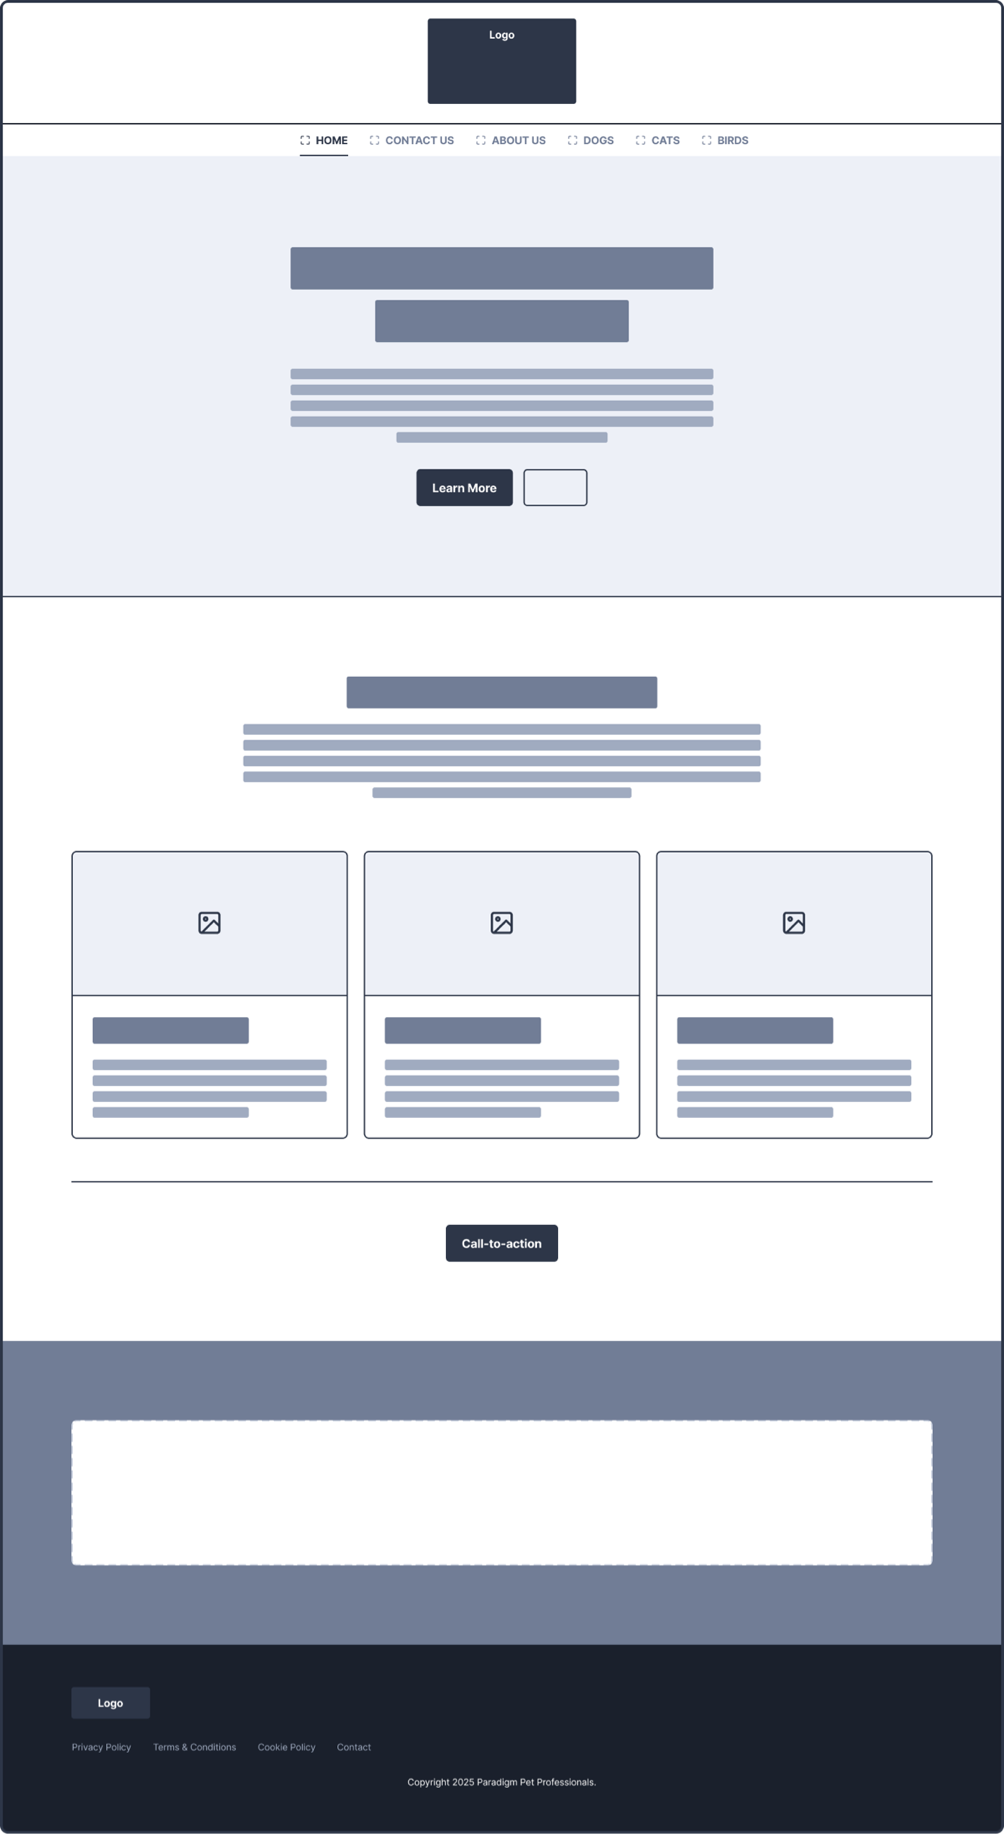 Logo
HOME CONTACT US ABOUT US DOGS CATS BIRDS
Learn More
Call-to-action
Logo
Privacy Policy Terms & Conditions Cookie Policy Contact
Copyright 2025 Paradigm Pet Professionals.